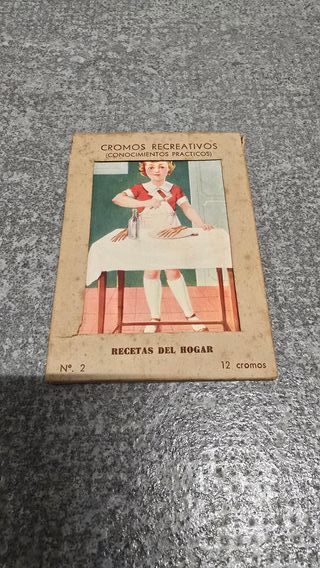 CROMOS RECREATIVOS
(CONOCIMIENTOS PRACTICOS)
RECETAS DEL HOGAR
Nº. 2
12 cromos